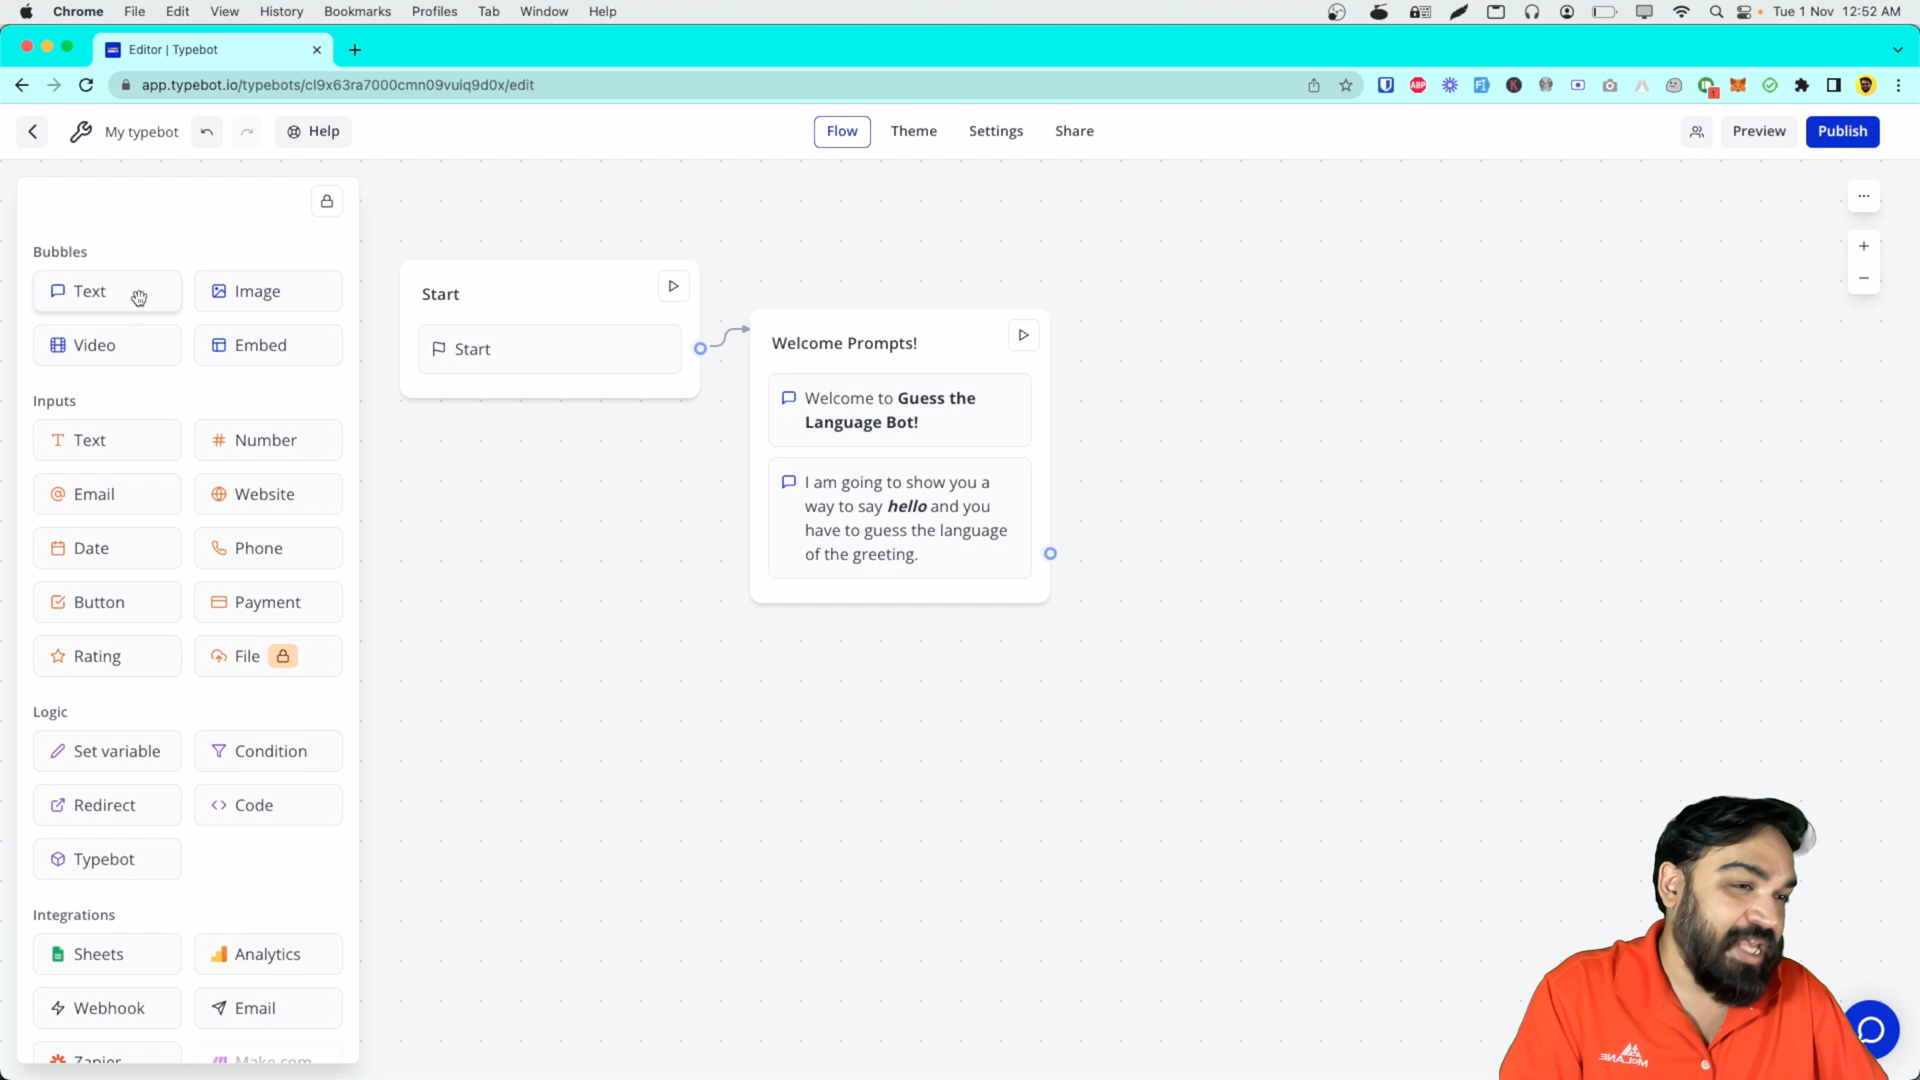 Chrome File Edit View History Bookmarks Profiles Tab Window Help
Tue 1 Nov 12:52 AM
Editor | Typebot
app.typebot.io/typebots/cl9x63ra7000cmn09vuiq9d0x/edit
ABP
1
My typebot
Help
Flow Theme Settings Share
Preview
Publish
Bubbles
Text
Image
Video
Embed
Inputs
Text
Number
Email
Website
Date
Phone
Button
Payment
Rating
File
Logic
Set variable
Condition
Redirect
Code
Typebot
Integrations
Sheets
Analytics
Webhook
Email
Zapier
Make.com
Start
Start
Welcome Prompts!
Welcome to Guess the
Language Bot!
I am going to show you a
way to say hello and you
have to guess the language
of the greeting.
McLANE